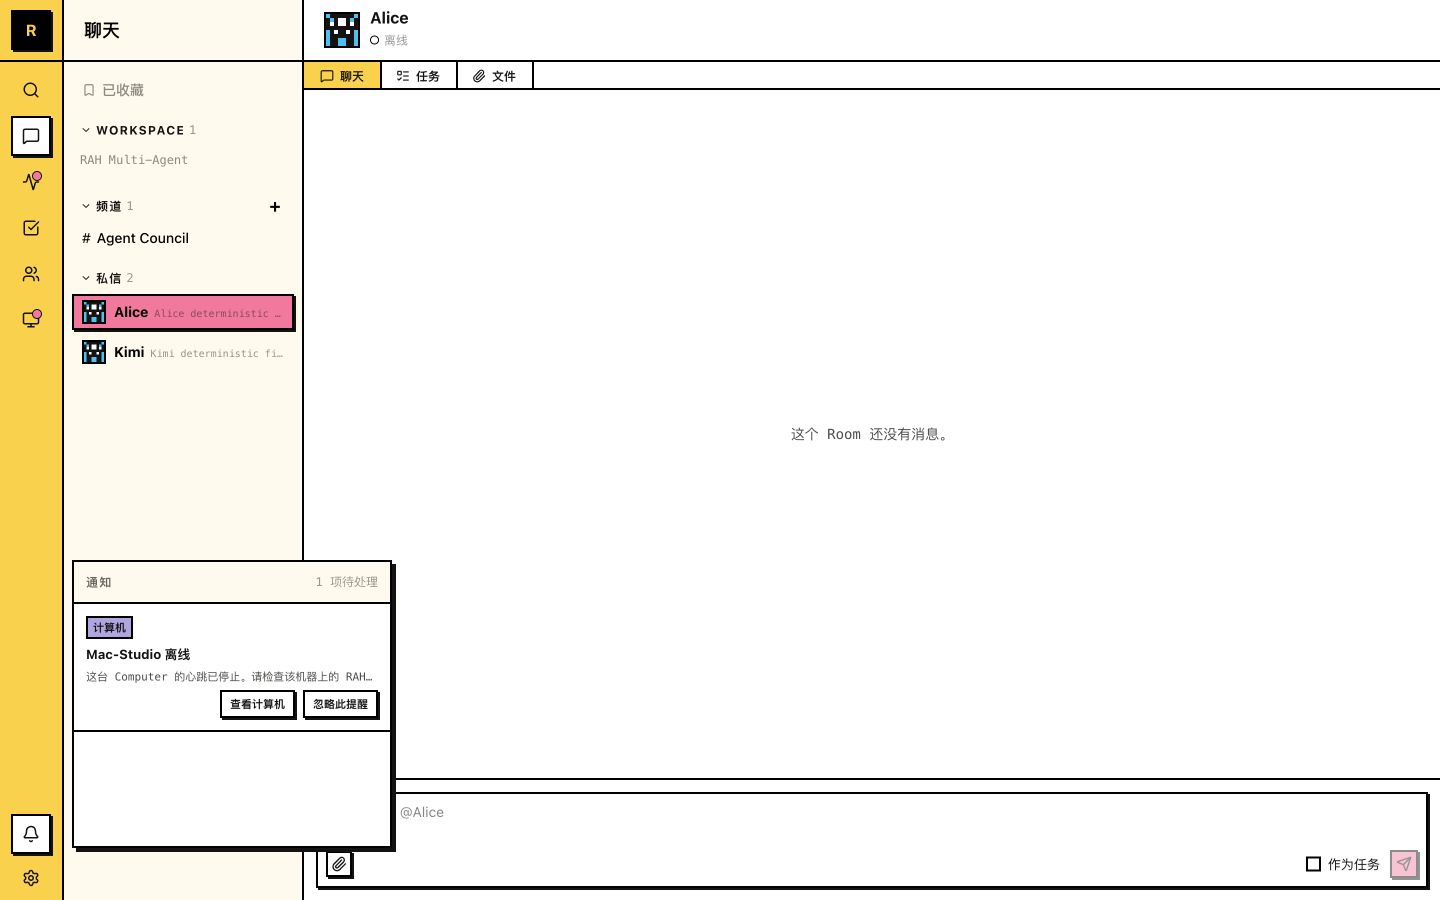 R
聊天
已收藏
WORKSPACE 1
RAH Multi-Agent
频道 1
+
# Agent Council
私信 2
Alice Alice deterministic …
Kimi Kimi deterministic fi…
Alice
离线
聊天 任务 文件
这个 Room 还没有消息。
通知 1 项待处理
计算机
Mac-Studio 离线
这台 Computer 的心跳已停止。请检查该机器上的 RAH…
查看计算机 忽略此提醒
@Alice
作为任务